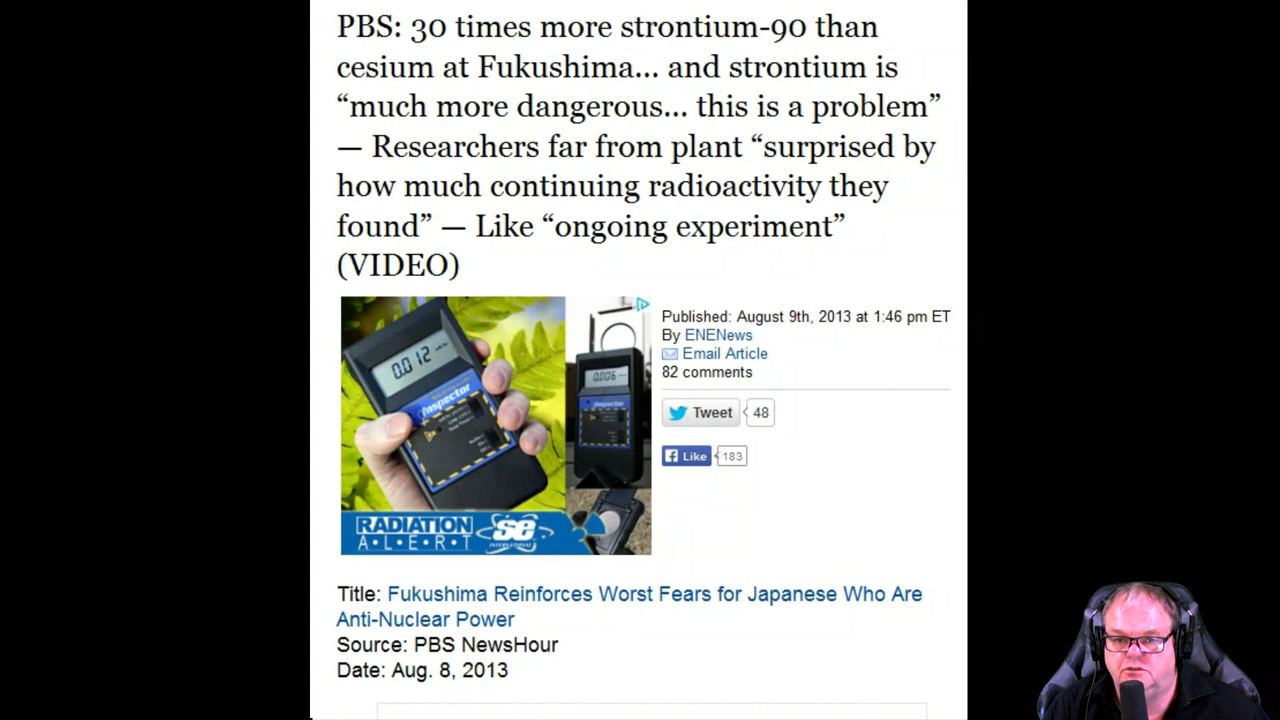 PBS: 30 times more strontium-90 than
cesium at Fukushima… and strontium is
“much more dangerous… this is a problem”
— Researchers far from plant “surprised by
how much continuing radioactivity they
found” — Like “ongoing experiment”
(VIDEO)
0.012
Inspector
0.006
Inspector
RADIATION
A•L•E•R•T
se
INTERNATIONAL
Published: August 9th, 2013 at 1:46 pm ET
By ENENews
Email Article
82 comments
Tweet 48
Like 183
Title: Fukushima Reinforces Worst Fears for Japanese Who Are
Anti-Nuclear Power
Source: PBS NewsHour
Date: Aug. 8, 2013